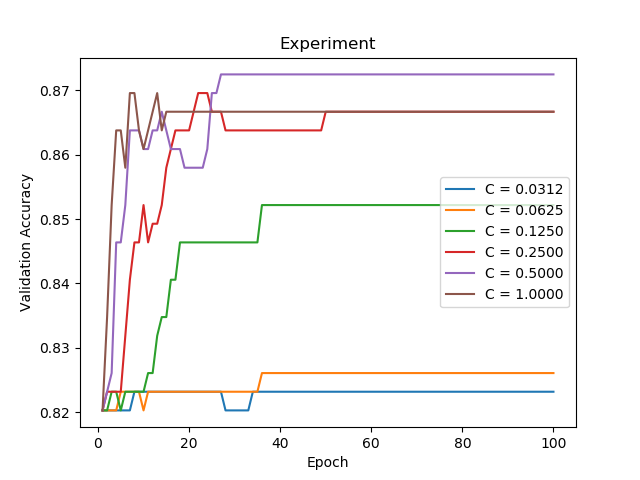 Experiment
Validation Accuracy
0.87
0.86
0.85
0.84
0.83
0.82
C = 0.0312
C = 0.0625
C = 0.1250
C = 0.2500
C = 0.5000
C = 1.0000
0 20 40 60 80 100
Epoch